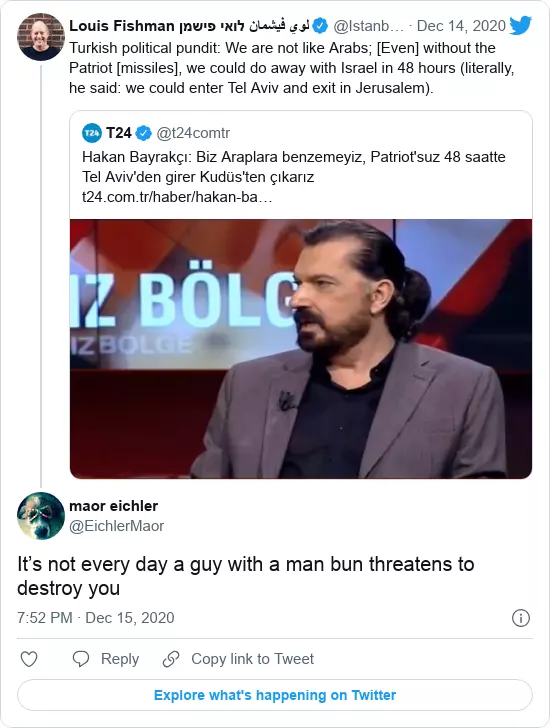 Louis Fishman לואי פישמן لوي فيشمان @Istanb… · Dec 14, 2020
Turkish political pundit: We are not like Arabs; [Even] without the
Patriot [missiles], we could do away with Israel in 48 hours (literally,
he said: we could enter Tel Aviv and exit in Jerusalem).
T24 T24 @t24comtr
Hakan Bayrakçı: Biz Araplara benzemeyiz, Patriot'suz 48 saatte
Tel Aviv'den girer Kudüs'ten çıkarız
t24.com.tr/haber/hakan-ba…
IZ BÖLG
IZ BÖLGE
maor eichler
@EichlerMaor
It’s not every day a guy with a man bun threatens to
destroy you
7:52 PM · Dec 15, 2020
Reply Copy link to Tweet
Explore what's happening on Twitter